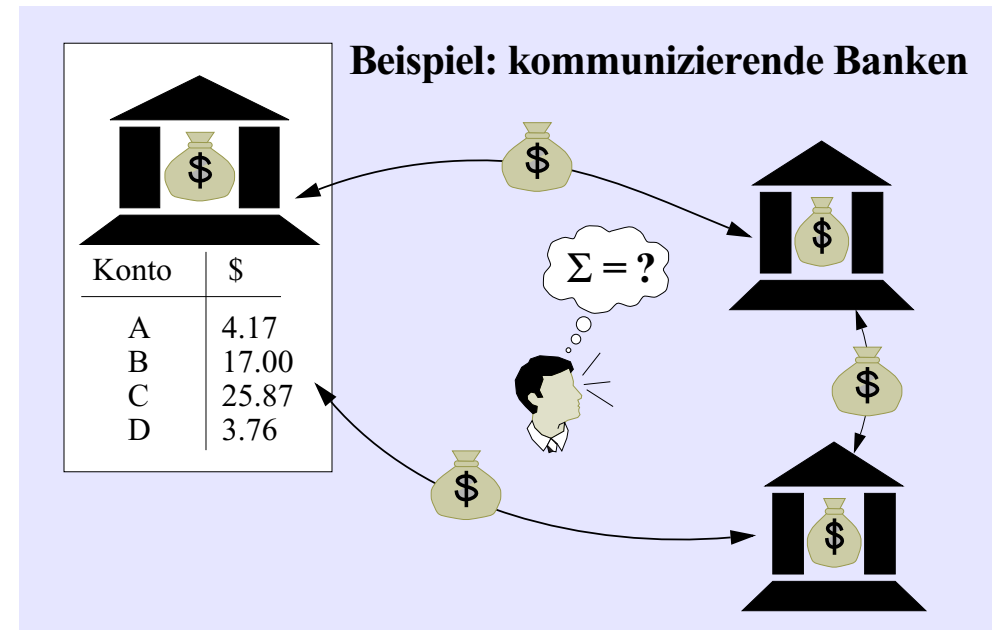 Beispiel: kommunizierende Banken
$
$
$
$
Σ = ?
Konto $
A 4.17
B 17.00
C 25.87
D 3.76
$
$
$